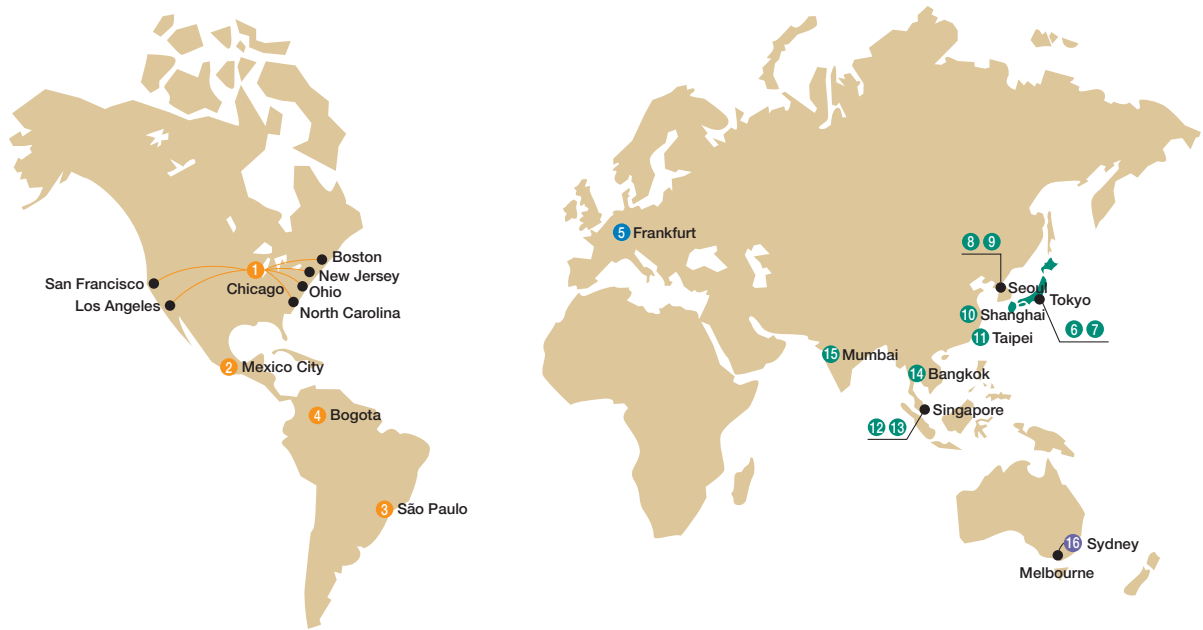 San Francisco
Los Angeles
1
Chicago
Boston
New Jersey
Ohio
North Carolina
2 Mexico City
4 Bogota
3 São Paulo
5 Frankfurt
8 9
Seoul
Tokyo
6 7
10 Shanghai
11 Taipei
15 Mumbai
14 Bangkok
Singapore
12 13
16 Sydney
Melbourne